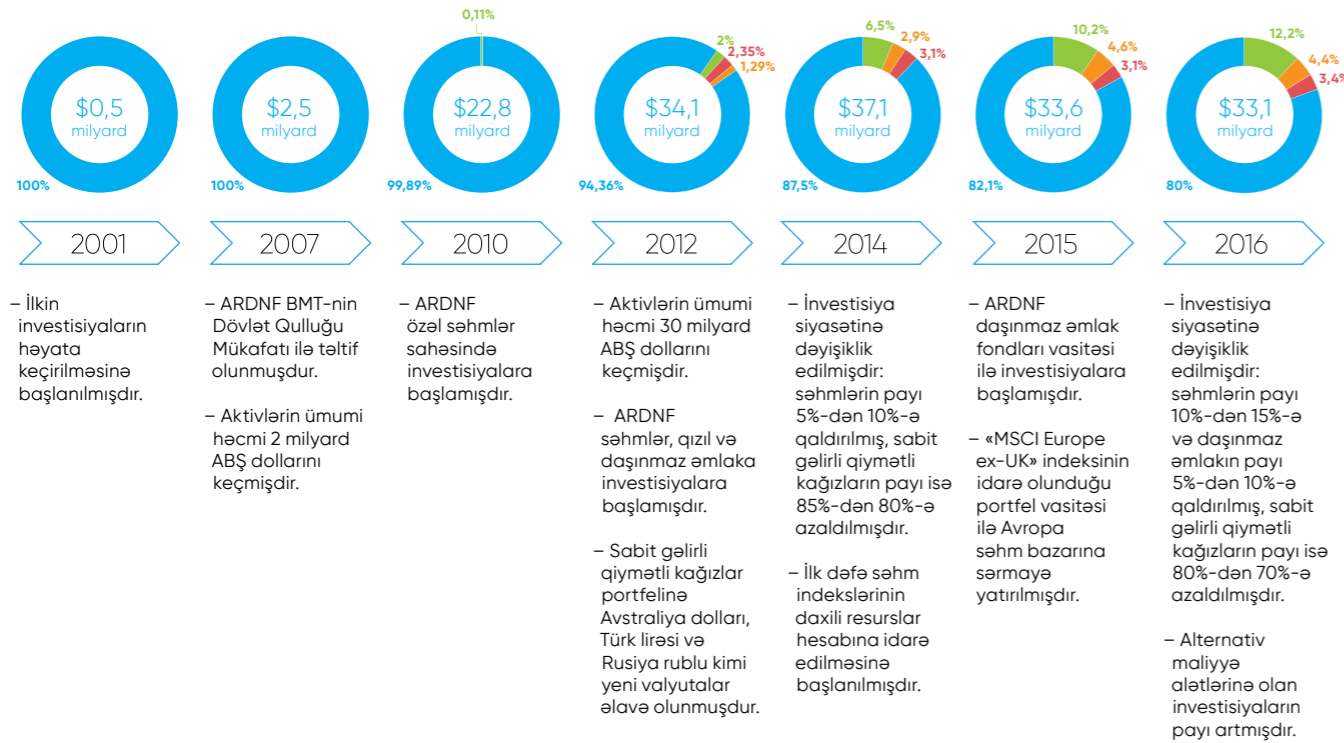 0,11%
$0,5
milyard
100%
$2,5
milyard
100%
$22,8
milyard
99,89%
2%
2,35%
1,29%
$34,1
milyard
94,36%
6,5%
2,9%
3,1%
$37,1
milyard
87,5%
10,2%
4,6%
3,1%
$33,6
milyard
82,1%
12,2%
4,4%
3,4%
$33,1
milyard
80%
2001
– İlkin
investisiyaların
həyata
keçirilməsinə
başlanılmışdır.
2007
– ARDNF BMT-nin
Dövlət Qulluğu
Mükafatı ilə təltif
olunmuşdur.
– Aktivlərin ümumi
həcmi 2 milyard
ABŞ dollarını
keçmişdir.
2010
– ARDNF
özəl səhmlər
sahəsində
investisiyalara
başlamışdır.
2012
– Aktivlərin ümumi
həcmi 30 milyard
ABŞ dollarını
keçmişdir.
– ARDNF
səhmlər, qızıl və
daşınmaz əmlaka
investisiyalara
başlamışdır.
– Sabit gəlirli
qiymətli kağızlar
portfelinə
Avstraliya dolları,
Türk lirəsi və
Rusiya rublu kimi
yeni valyutalar
əlavə olunmuşdur.
2014
– İnvestisiya
siyasətinə
dəyişiklik
edilmişdir:
səhmlərin payı
5%-dən 10%-ə
qaldırılmış, sabit
gəlirli qiymətli
kağızların payı isə
85%-dən 80%-ə
azaldılmışdır.
– İlk dəfə səhm
indekslərinin
daxili resurslar
hesabına idarə
edilməsinə
başlanılmışdır.
2015
– ARDNF
daşınmaz əmlak
fondları vasitəsi
ilə investisiyalara
başlamışdır.
– «MSCI Europe
ex-UK» indeksinin
idarə olunduğu
portfel vasitəsi
ilə Avropa
səhm bazarına
sərmayə
yatırılmışdır.
2016
– İnvestisiya
siyasətinə
dəyişiklik
edilmişdir:
səhmlərin payı
10%-dən 15%-ə
və daşınmaz
əmlakın payı
5%-dən 10%-ə
qaldırılmış, sabit
gəlirli qiymətli
kağızların payı isə
80%-dən 70%-ə
azaldılmışdır.
– Alternativ
maliyyə
alətlərinə olan
investisiyaların
payı artmışdır.